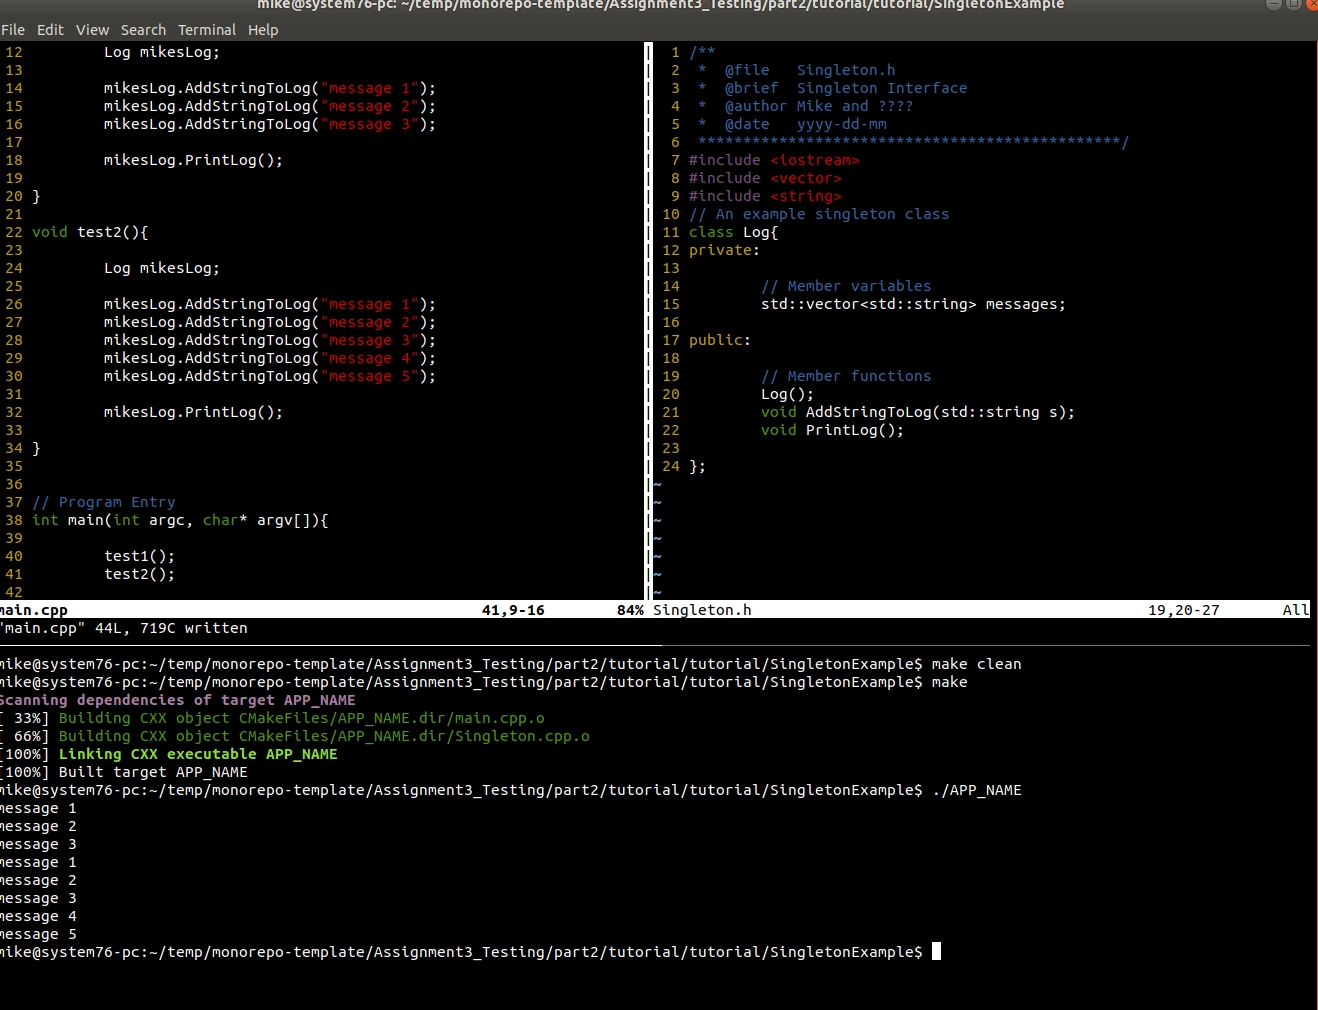 mike@system76-pc: ~/temp/monorepo-template/Assignment3_Testing/part2/tutorial/tutorial/SingletonExample
File Edit View Search Terminal Help
12 Log mikesLog;
13
14 mikesLog.AddStringToLog("message 1");
15 mikesLog.AddStringToLog("message 2");
16 mikesLog.AddStringToLog("message 3");
17
18 mikesLog.PrintLog();
19
20 }
21
22 void test2(){
23
24 Log mikesLog;
25
26 mikesLog.AddStringToLog("message 1");
27 mikesLog.AddStringToLog("message 2");
28 mikesLog.AddStringToLog("message 3");
29 mikesLog.AddStringToLog("message 4");
30 mikesLog.AddStringToLog("message 5");
31
32 mikesLog.PrintLog();
33
34 }
35
36
37 // Program Entry
38 int main(int argc, char* argv[]){
39
40 test1();
41 test2();
42
main.cpp 41,9-16 84%
1 /**
2 * @file Singleton.h
3 * @brief Singleton Interface
4 * @author Mike and ????
5 * @date yyyy-dd-mm
6 ***********************************************/
7 #include <iostream>
8 #include <vector>
9 #include <string>
10 // An example singleton class
11 class Log{
12 private:
13
14 // Member variables
15 std::vector<std::string> messages;
16
17 public:
18
19 // Member functions
20 Log();
21 void AddStringToLog(std::string s);
22 void PrintLog();
23
24 };
~
~
~
~
~
~
~
Singleton.h 19,20-27 All
"main.cpp" 44L, 719C written
mike@system76-pc:~/temp/monorepo-template/Assignment3_Testing/part2/tutorial/tutorial/SingletonExample$ make clean
mike@system76-pc:~/temp/monorepo-template/Assignment3_Testing/part2/tutorial/tutorial/SingletonExample$ make
Scanning dependencies of target APP_NAME
[ 33%] Building CXX object CMakeFiles/APP_NAME.dir/main.cpp.o
[ 66%] Building CXX object CMakeFiles/APP_NAME.dir/Singleton.cpp.o
[100%] Linking CXX executable APP_NAME
[100%] Built target APP_NAME
mike@system76-pc:~/temp/monorepo-template/Assignment3_Testing/part2/tutorial/tutorial/SingletonExample$ ./APP_NAME
message 1
message 2
message 3
message 1
message 2
message 3
message 4
message 5
mike@system76-pc:~/temp/monorepo-template/Assignment3_Testing/part2/tutorial/tutorial/SingletonExample$